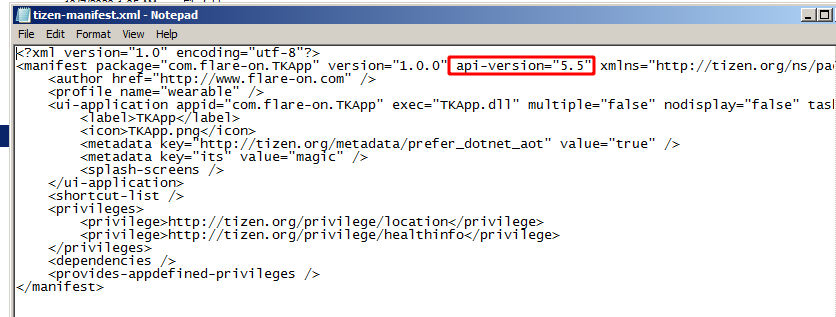 tizen-manifest.xml - Notepad
File Edit Format View Help
<?xml version="1.0" encoding="utf-8"?>
<manifest package="com.flare-on.TKApp" version="1.0.0" api-version="5.5" xmlns="http://tizen.org/ns/pac
<author href="http://www.flare-on.com" />
<profile name="wearable" />
<ui-application appid="com.flare-on.TKApp" exec="TKApp.dll" multiple="false" nodisplay="false" task
<label>TKApp</label>
<icon>TKApp.png</icon>
<metadata key="http://tizen.org/metadata/prefer_dotnet_aot" value="true" />
<metadata key="its" value="magic" />
<splash-screens />
</ui-application>
<shortcut-list />
<privileges>
<privilege>http://tizen.org/privilege/location</privilege>
<privilege>http://tizen.org/privilege/healthinfo</privilege>
</privileges>
<dependencies />
<provides-appdefined-privileges />
</manifest>